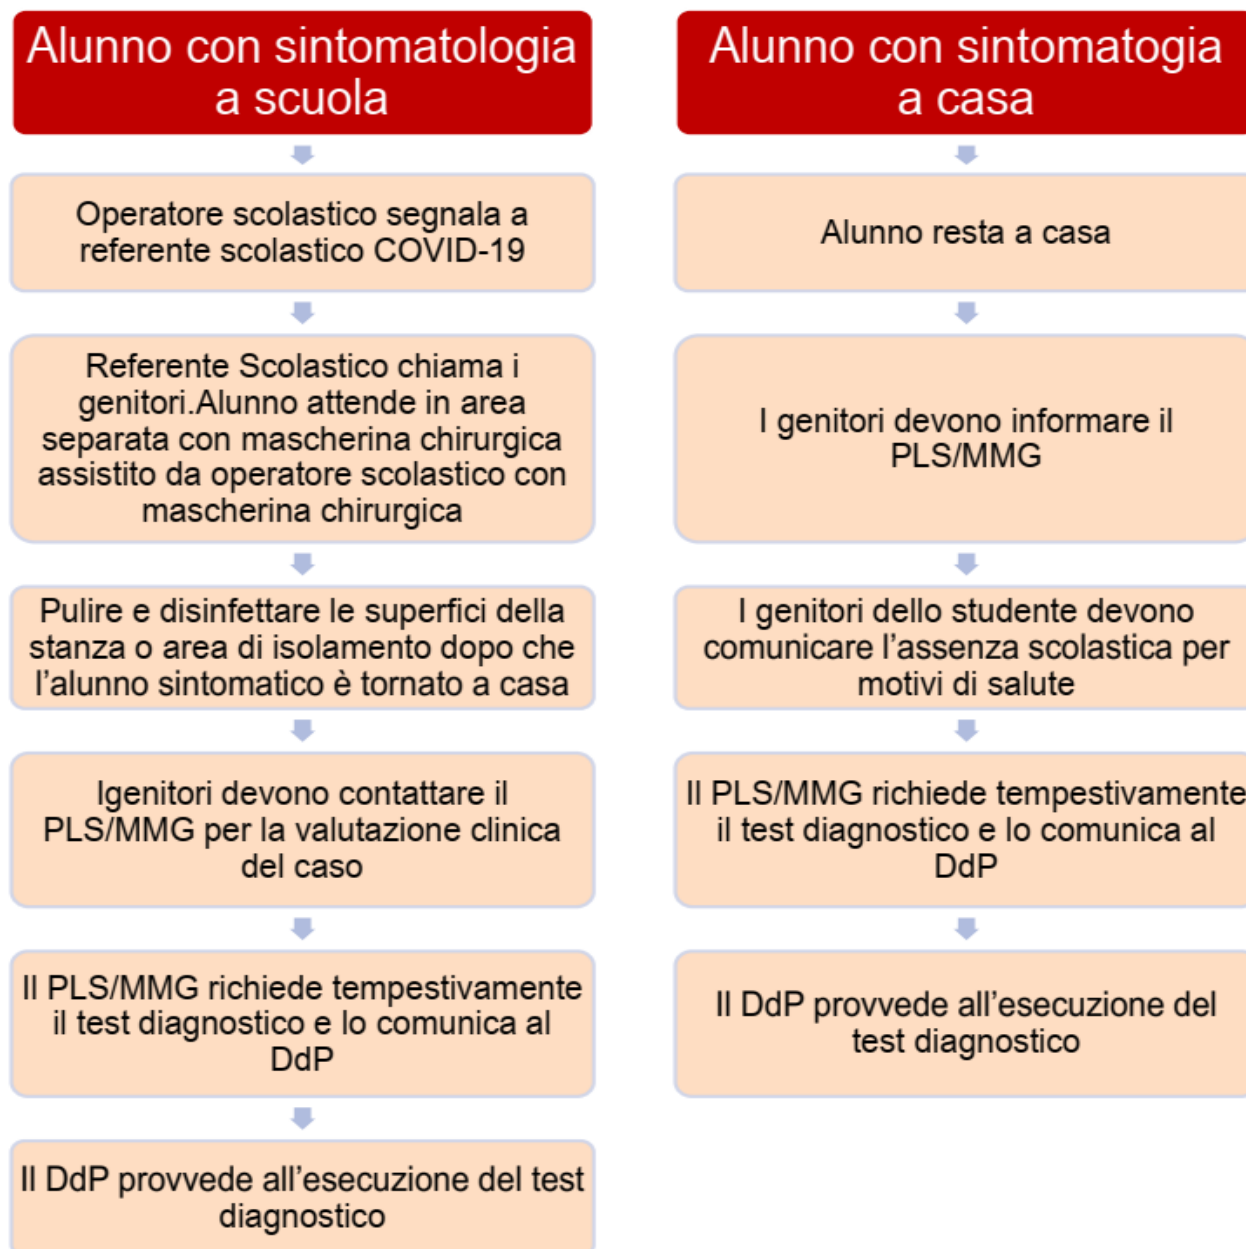 Alunno con sintomatologia
a scuola
Operatore scolastico segnala a
referente scolastico COVID-19
Referente Scolastico chiama i
genitori.Alunno attende in area
separata con mascherina chirurgica
assistito da operatore scolastico con
mascherina chirurgica
Pulire e disinfettare le superfici della
stanza o area di isolamento dopo che
l’alunno sintomatico è tornato a casa
Igenitori devono contattare il
PLS/MMG per la valutazione clinica
del caso
Il PLS/MMG richiede tempestivamente
il test diagnostico e lo comunica al
DdP
Il DdP provvede all’esecuzione del test
diagnostico
Alunno con sintomatogia
a casa
Alunno resta a casa
I genitori devono informare il
PLS/MMG
I genitori dello studente devono
comunicare l’assenza scolastica per
motivi di salute
Il PLS/MMG richiede tempestivamente
il test diagnostico e lo comunica al
DdP
Il DdP provvede all’esecuzione del
test diagnostico